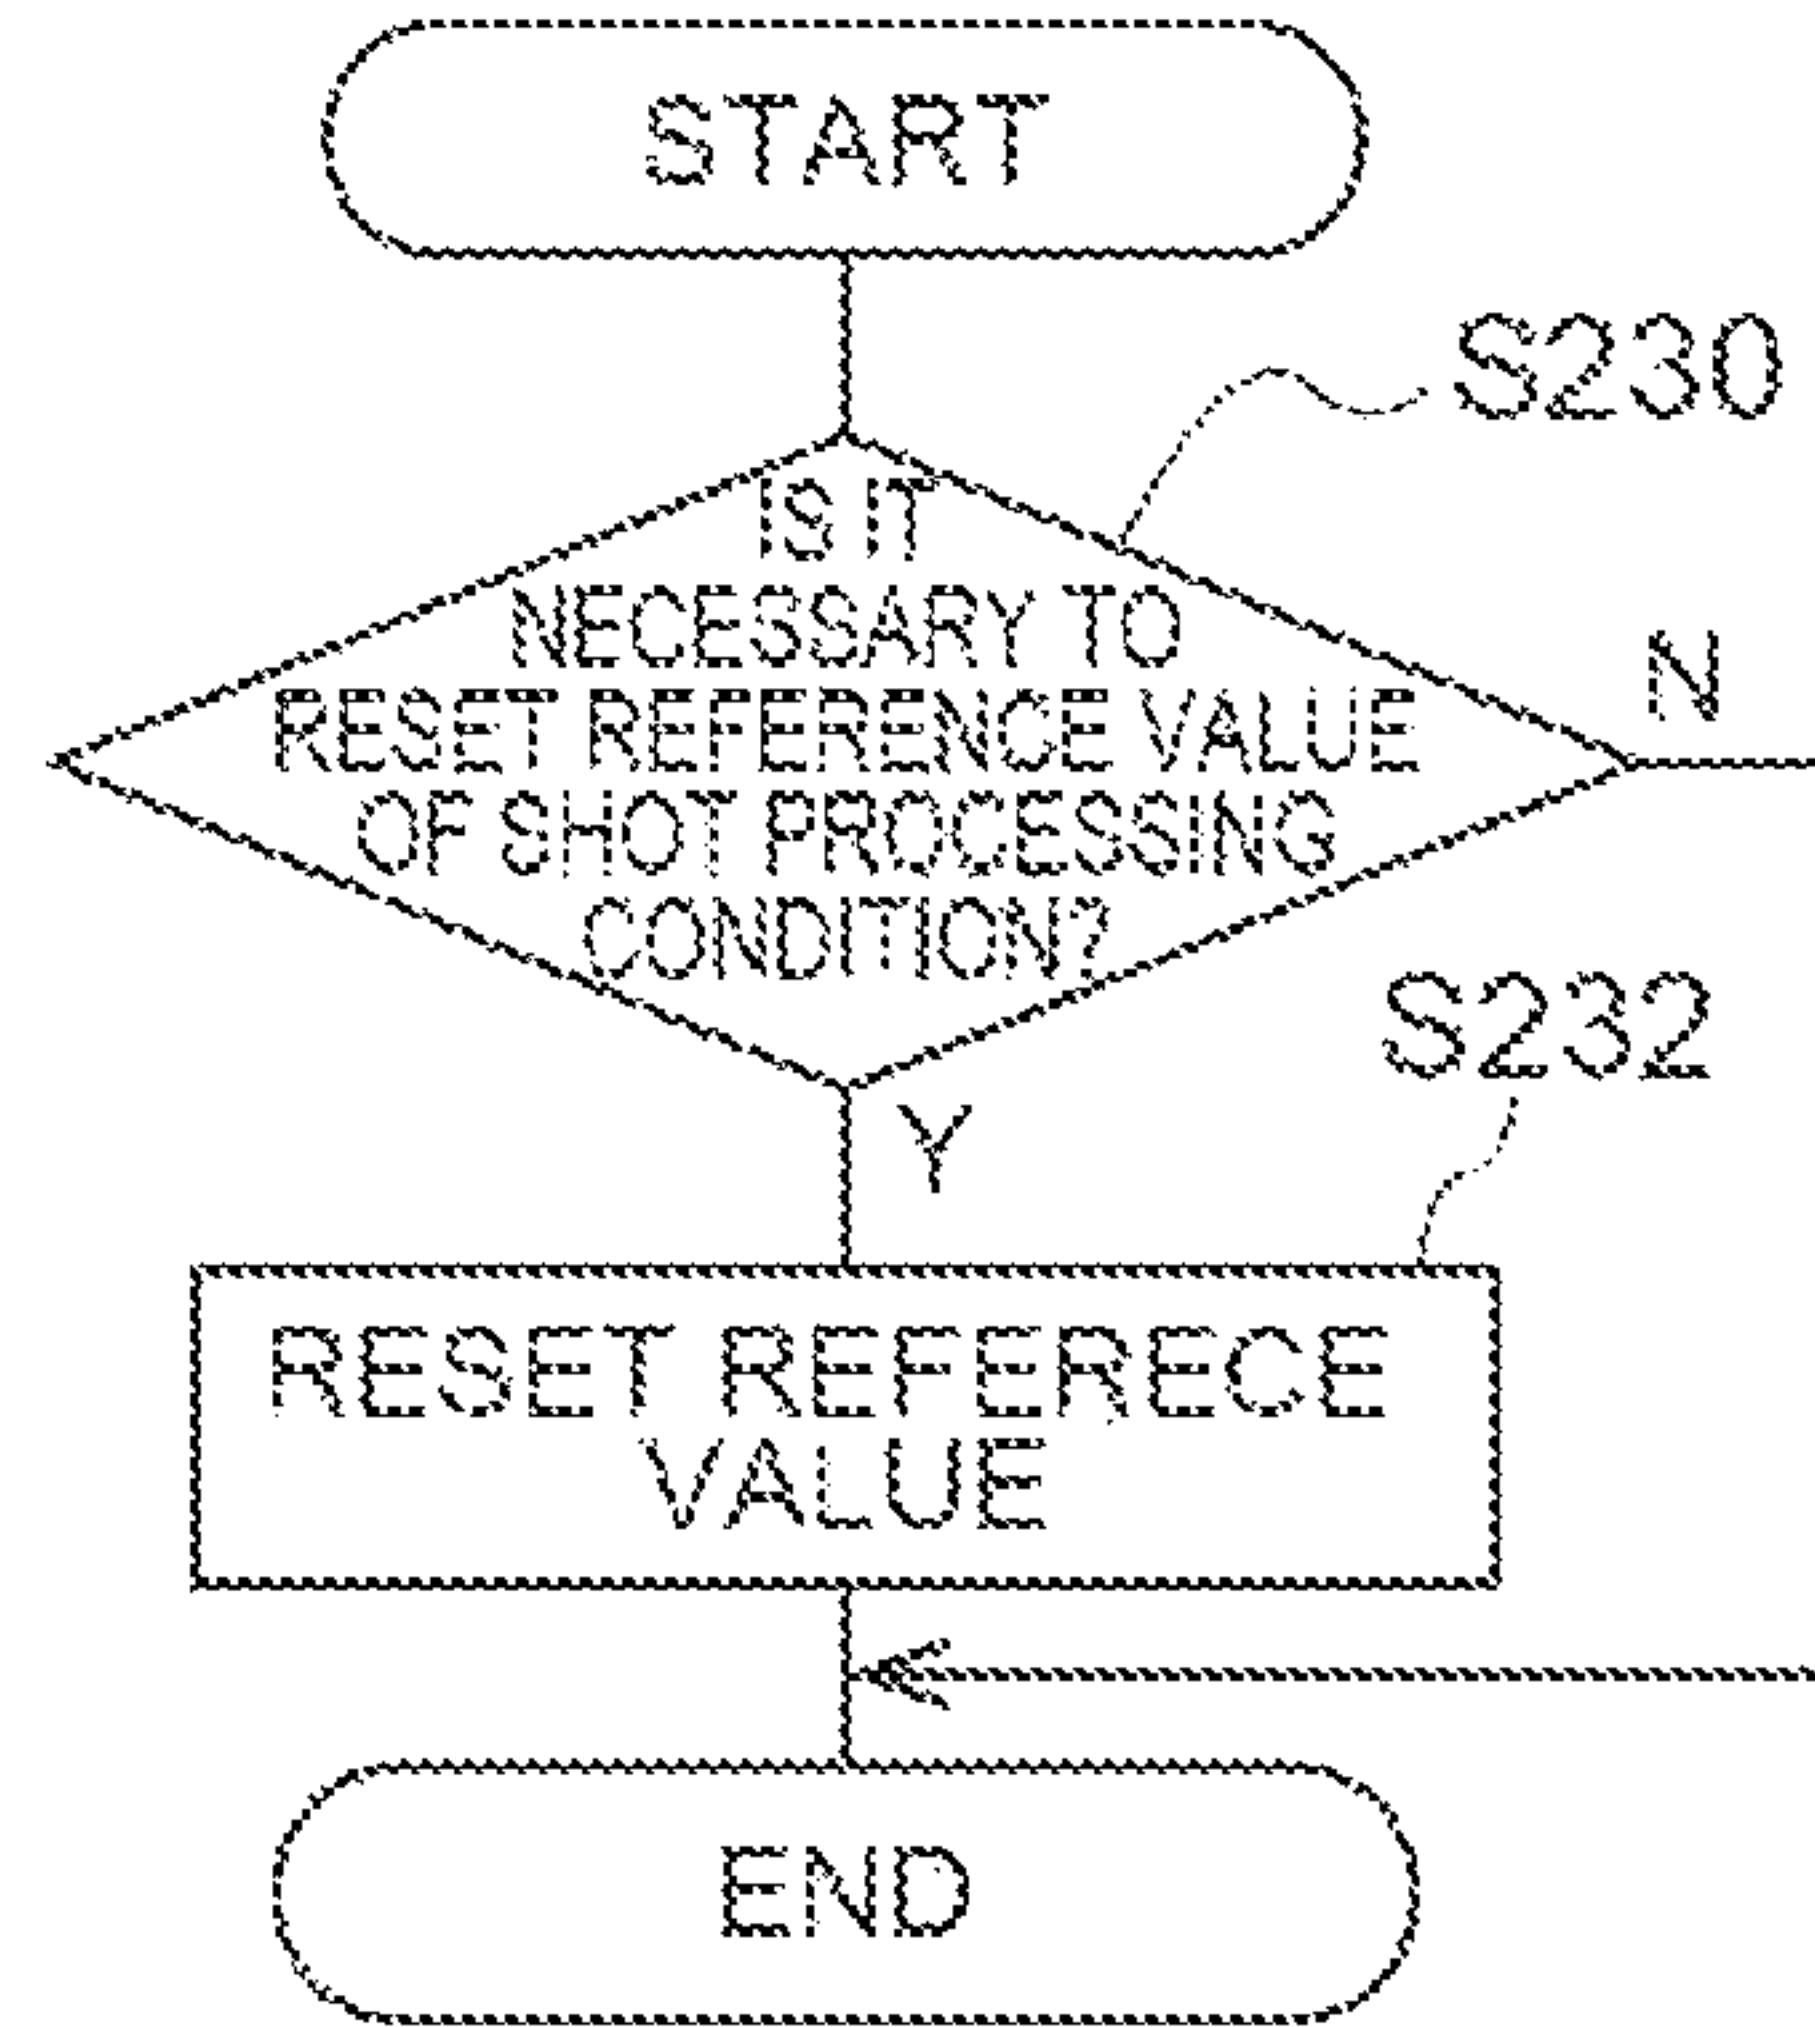 START
S230
IS IT
NECESSARY TO
RESET REFERENCE VALUE
OF SHOT PROCESSING
CONDITION?
N
S232
Y
RESET REFERECE
VALUE
END